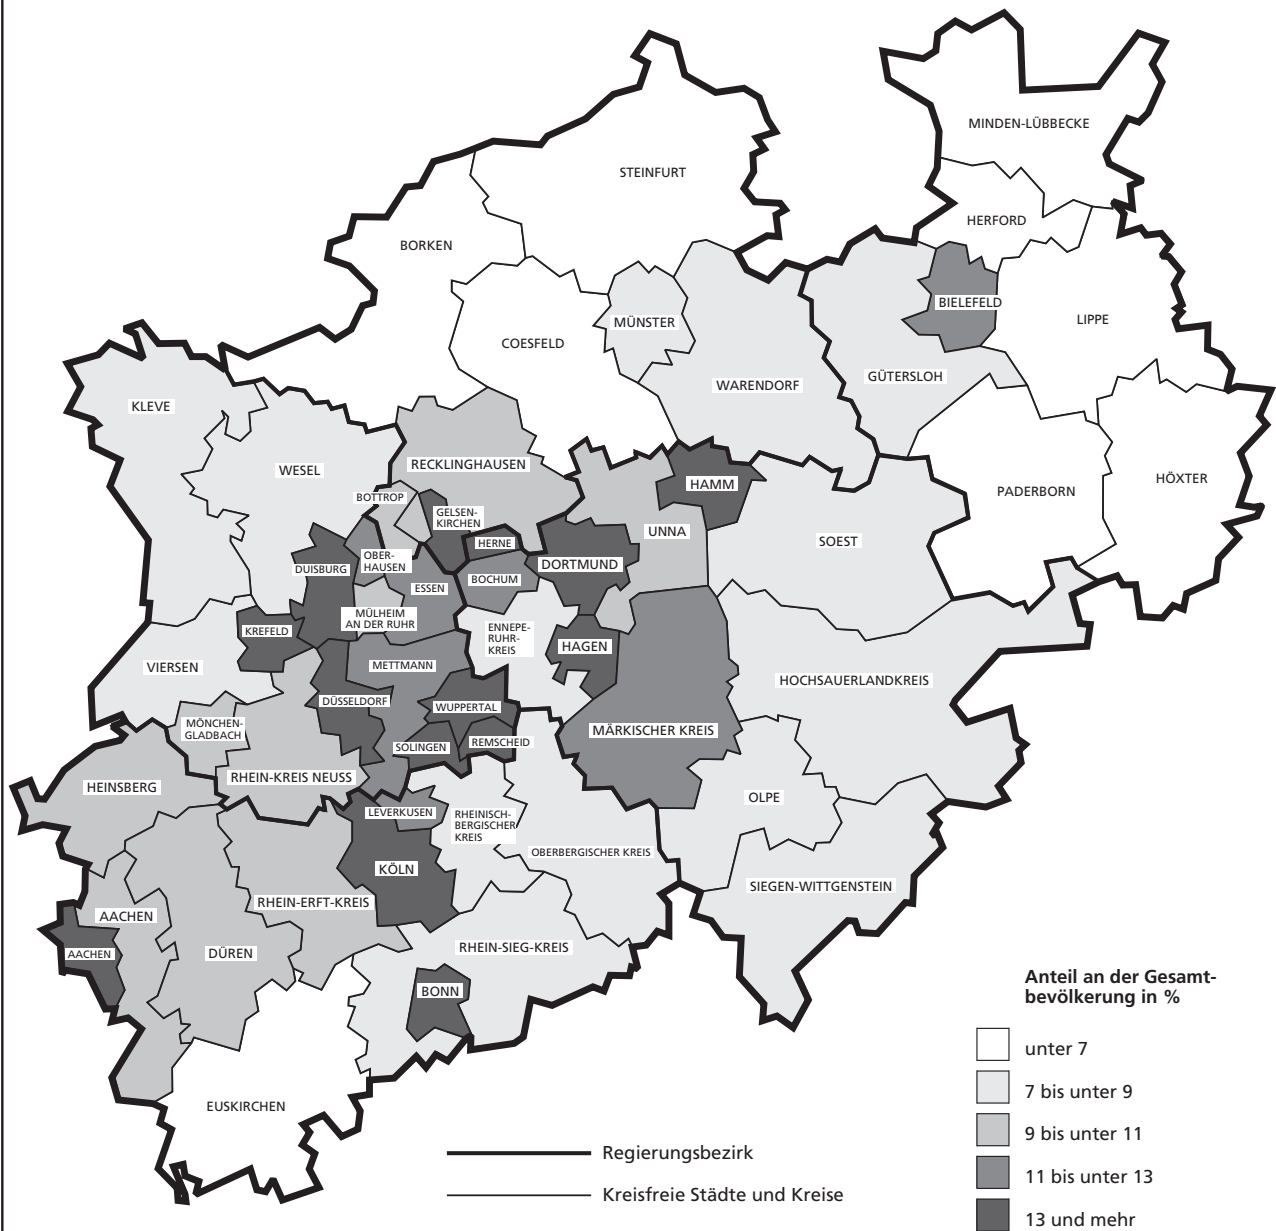 MINDEN-LÜBBECKE
STEINFURT
HERFORD
BORKEN
BIELEFELD
LIPPE
MÜNSTER
COESFELD
GÜTERSLOH
WARENDORF
KLEVE
RECKLINGHAUSEN
WESEL
HÖXTER
HAMM
PADERBORN
BOTTROP
GELSEN-
KIRCHEN
UNNA
SOEST
HERNE
OBER-
HAUSEN
DORTMUND
DUISBURG
BOCHUM
ESSEN
MÜLHEIM
AN DER RUHR
KREFELD
ENNEPE-
RUHR-
KREIS
HAGEN
VIERSEN
METTMANN
HOCHSAUERLANDKREIS
DÜSSELDORF
WUPPERTAL
MÖNCHEN-
GLADBACH
MÄRKISCHER KREIS
SOLINGEN
REMSCHEID
RHEIN-KREIS NEUSS
HEINSBERG
OLPE
LEVERKUSEN
RHEINISCH-
BERGISCHER
KREIS
OBERBERGISCHER KREIS
KÖLN
SIEGEN-WITTGENSTEIN
RHEIN-ERFT-KREIS
AACHEN
RHEIN-SIEG-KREIS
AACHEN
DÜREN
BONN
EUSKIRCHEN
Anteil an der Gesamt-
bevölkerung in %
unter 7
7 bis unter 9
9 bis unter 11
11 bis unter 13
13 und mehr
Regierungsbezirk
Kreisfreie Städte und Kreise